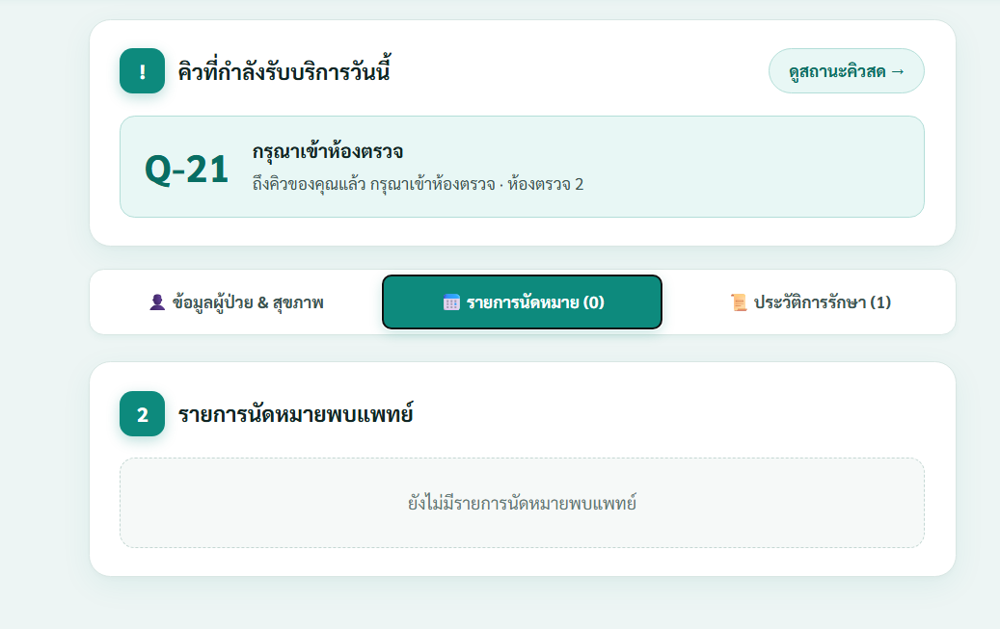 !
คิวที่กำลังรับบริการวันนี้
ดูสถานะคิวสด →
Q-21
กรุณาเข้าห้องตรวจ
ถึงคิวของคุณแล้ว กรุณาเข้าห้องตรวจ · ห้องตรวจ 2
ข้อมูลผู้ป่วย & สุขภาพ
รายการนัดหมาย (0)
ประวัติการรักษา (1)
2
รายการนัดหมายพบแพทย์
ยังไม่มีรายการนัดหมายพบแพทย์